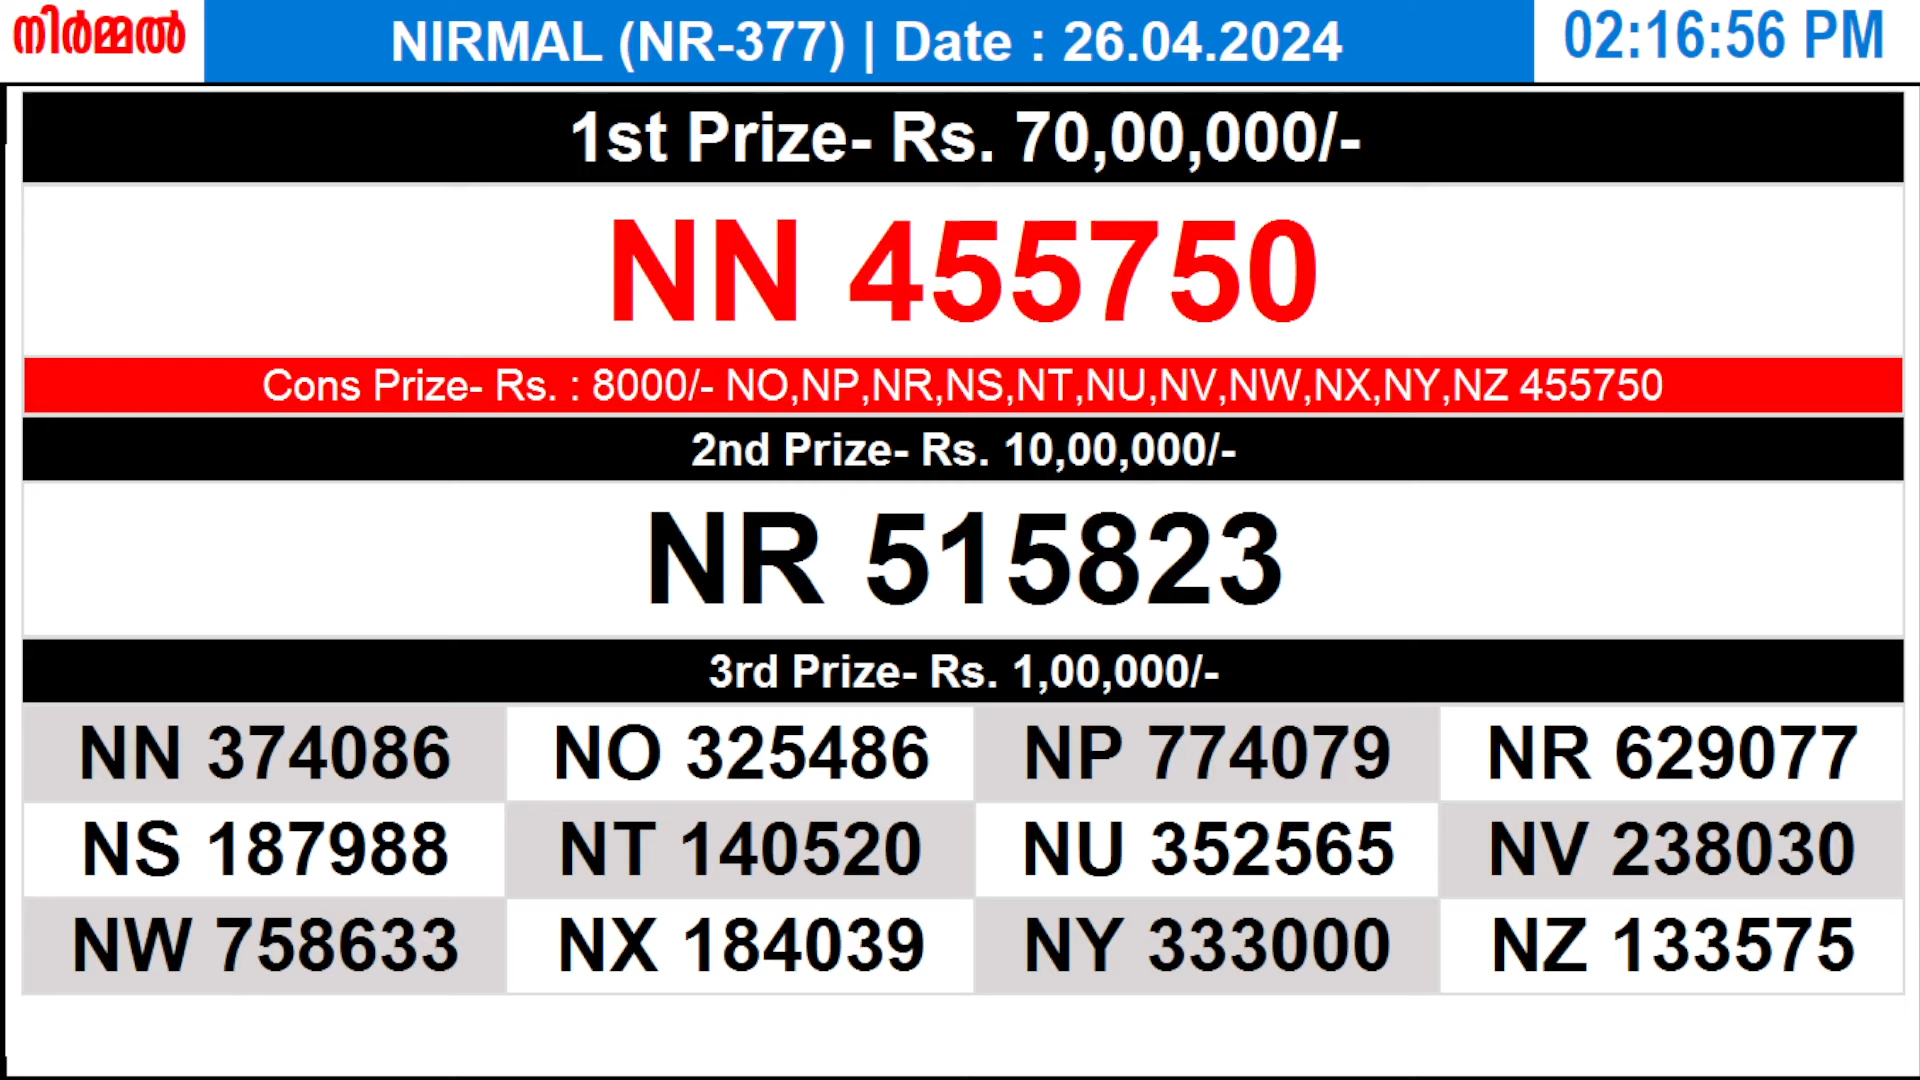 നിർമ്മൽ
NIRMAL (NR-377) | Date : 26.04.2024
02:16:56 PM
1st Prize- Rs. 70,00,000/-
NN 455750
Cons Prize- Rs. : 8000/- NO,NP,NR,NS,NT,NU,NV,NW,NX,NY,NZ 455750
2nd Prize- Rs. 10,00,000/-
NR 515823
3rd Prize- Rs. 1,00,000/-
NN 374086 NO 325486 NP 774079 NR 629077
NS 187988 NT 140520 NU 352565 NV 238030
NW 758633 NX 184039 NY 333000 NZ 133575